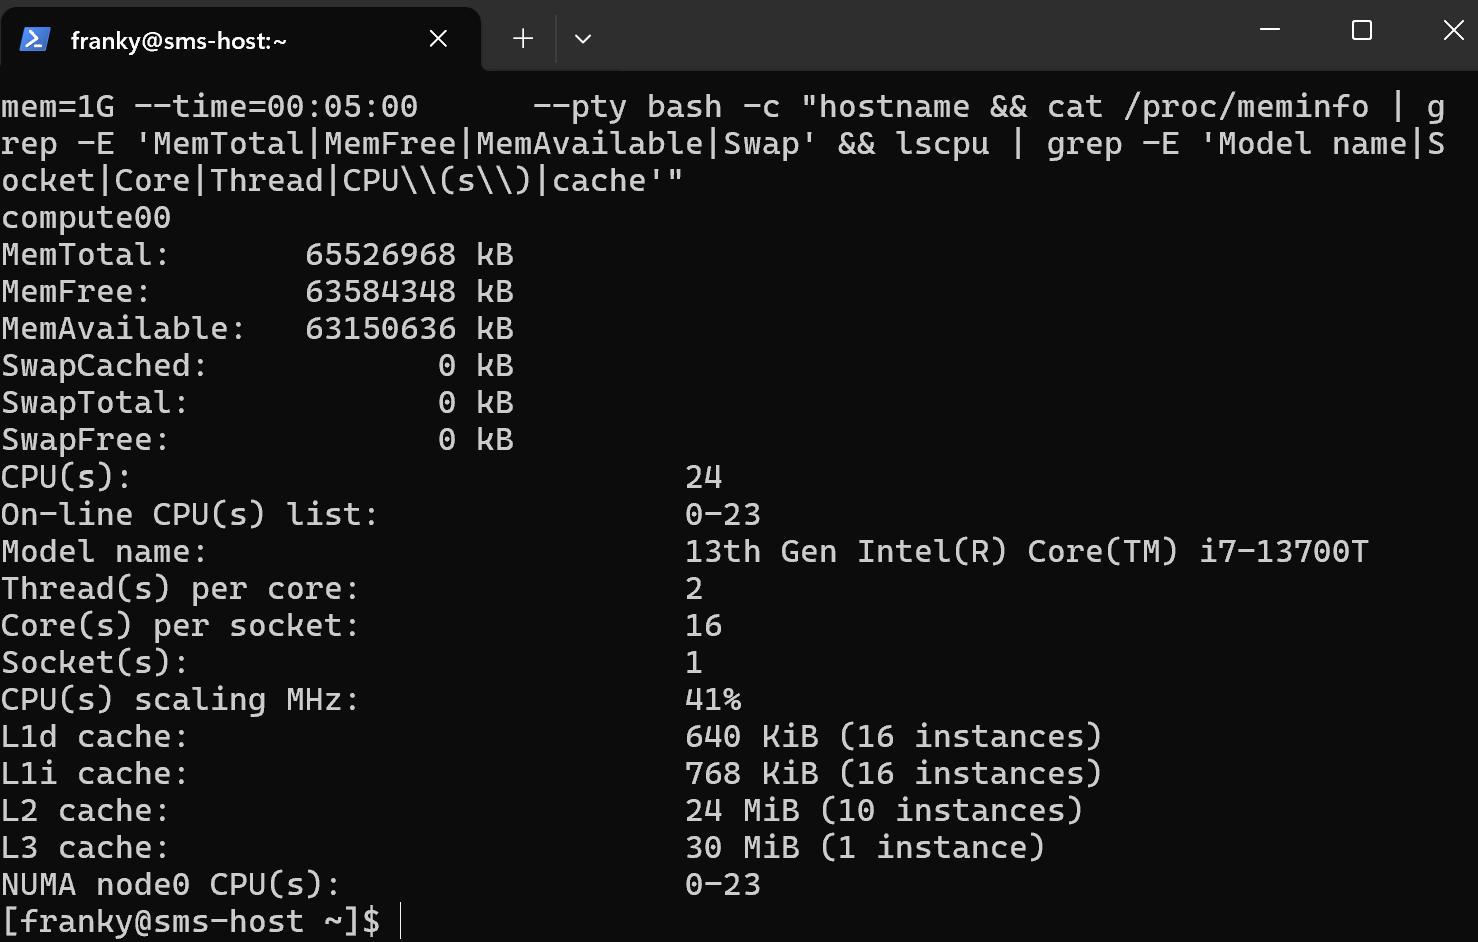 franky@sms-host:~
mem=1G --time=00:05:00      --pty bash -c "hostname && cat /proc/meminfo | g
rep -E 'MemTotal|MemFree|MemAvailable|Swap' && lscpu | grep -E 'Model name|S
ocket|Core|Thread|CPU\\(s\\)|cache'"
compute00
MemTotal:       65526968 kB
MemFree:        63584348 kB
MemAvailable:   63150636 kB
SwapCached:            0 kB
SwapTotal:             0 kB
SwapFree:              0 kB
CPU(s):                             24
On-line CPU(s) list:                0-23
Model name:                         13th Gen Intel(R) Core(TM) i7-13700T
Thread(s) per core:                 2
Core(s) per socket:                 16
Socket(s):                          1
CPU(s) scaling MHz:                 41%
L1d cache:                          640 KiB (16 instances)
L1i cache:                          768 KiB (16 instances)
L2 cache:                           24 MiB (10 instances)
L3 cache:                           30 MiB (1 instance)
NUMA node0 CPU(s):                  0-23
[franky@sms-host ~]$